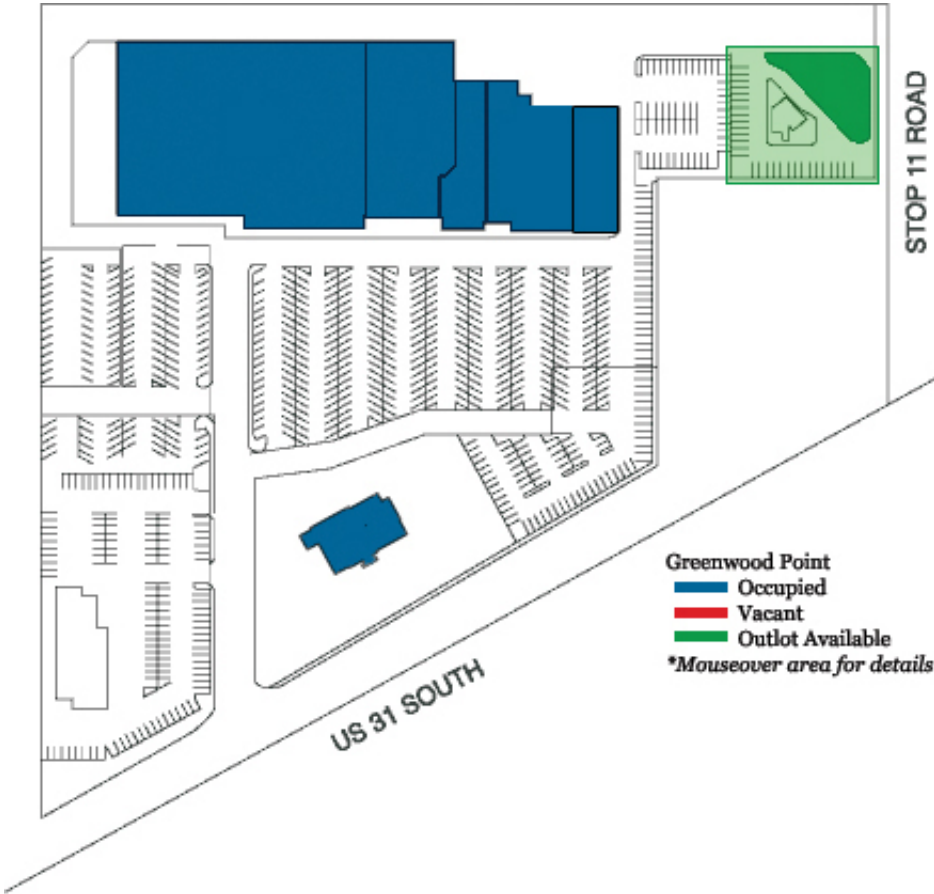 STOP 11 ROAD
Greenwood Point
Occupied
Vacant
Outlot Available
*Mouseover area for details
US 31 SOUTH